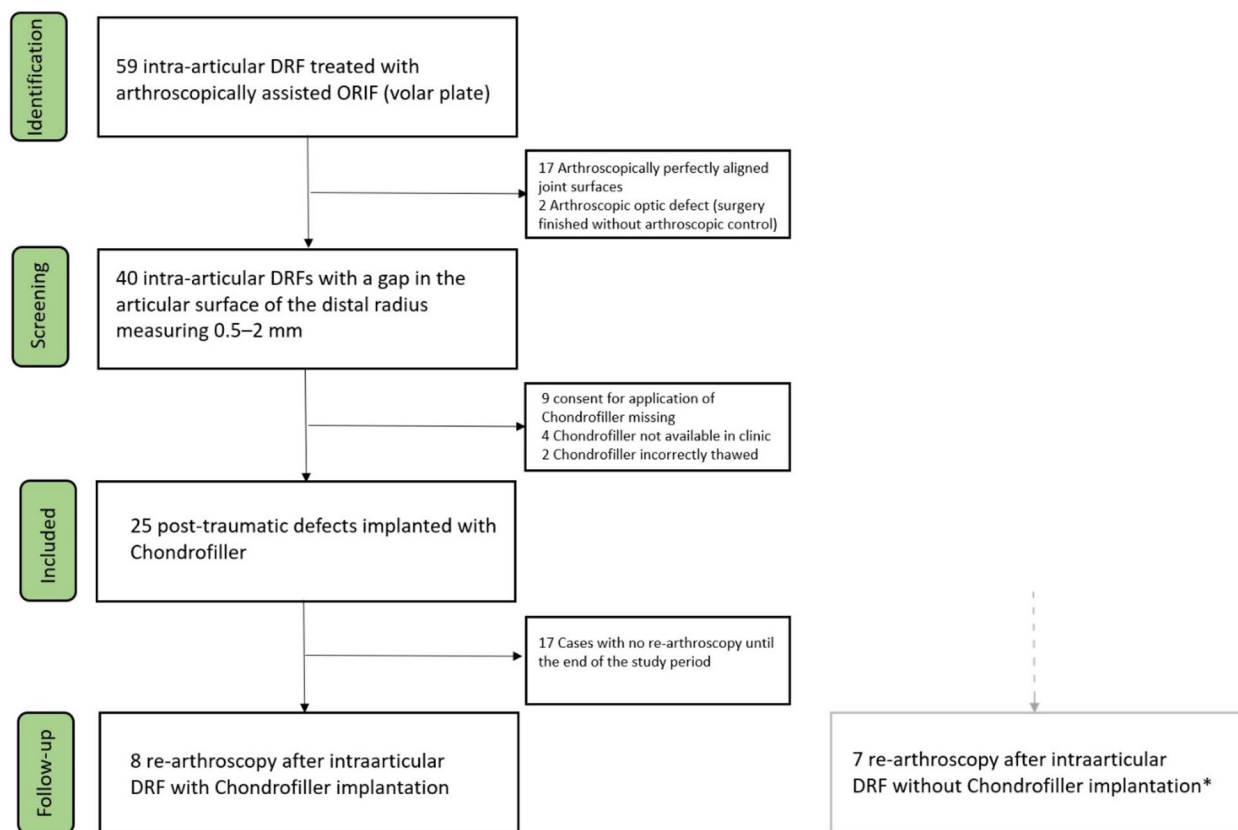 Identification
59 intra-articular DRF treated with
arthroscopically assisted ORIF (volar plate)
17 Arthroscopically perfectly aligned
joint surfaces
2 Arthroscopic optic defect (surgery
finished without arthroscopic control)
Screening
40 intra-articular DRFs with a gap in the
articular surface of the distal radius
measuring 0.5–2 mm
9 consent for application of
Chondrofiller missing
4 Chondrofiller not available in clinic
2 Chondrofiller incorrectly thawed
Included
25 post-traumatic defects implanted with
Chondrofiller
17 Cases with no re-arthroscopy until
the end of the study period
Follow-up
8 re-arthroscopy after intraarticular
DRF with Chondrofiller implantation
7 re-arthroscopy after intraarticular
DRF without Chondrofiller implantation*